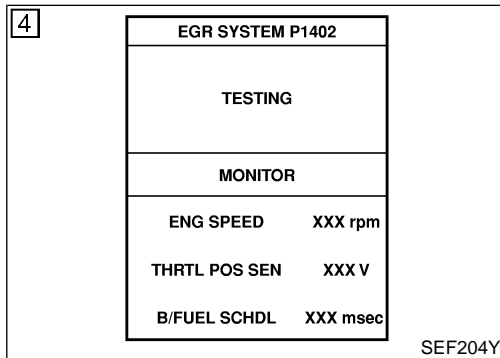 4
EGR SYSTEM P1402
TESTING
MONITOR
ENG SPEED XXX rpm
THRTL POS SEN XXX V
B/FUEL SCHDL XXX msec
SEF204Y